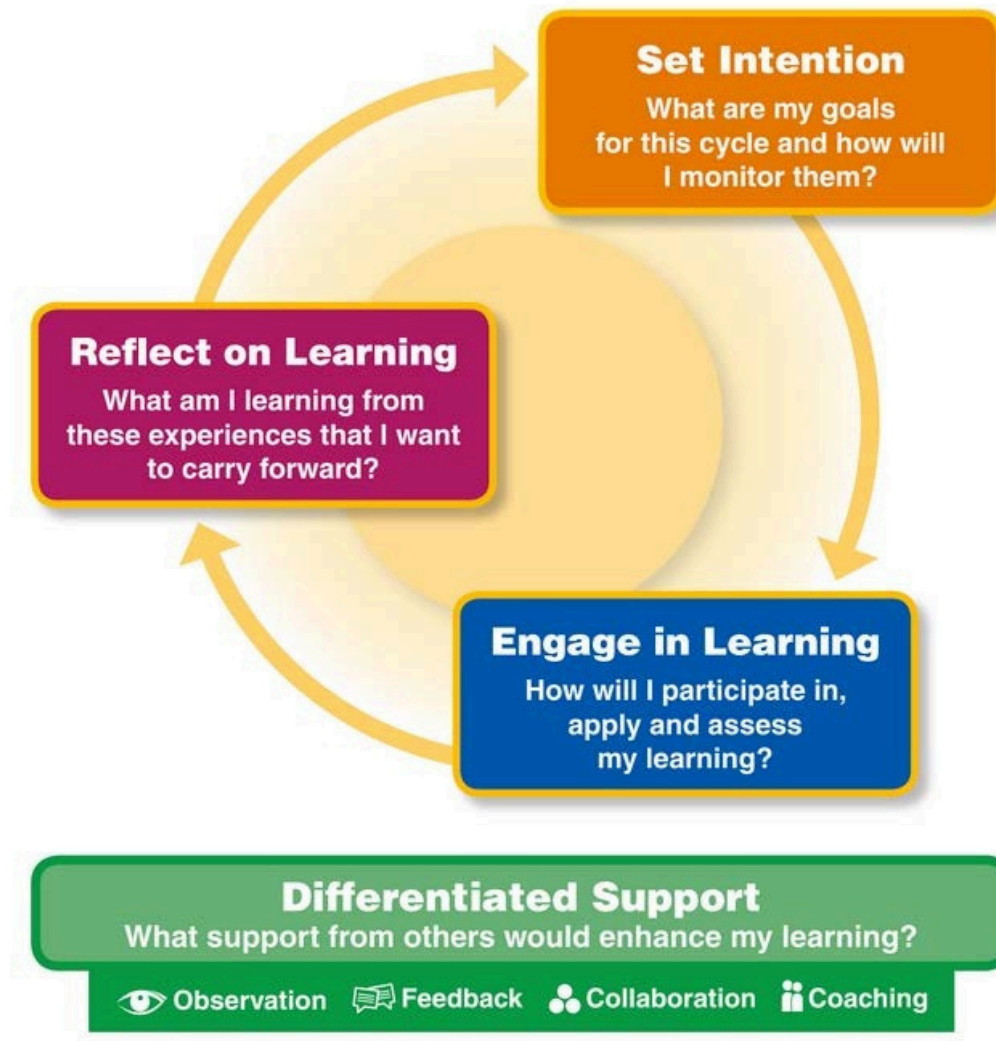 Set Intention
What are my goals
for this cycle and how will
I monitor them?
Reflect on Learning
What am I learning from
these experiences that I want
to carry forward?
Engage in Learning
How will I participate in,
apply and assess
my learning?
Differentiated Support
What support from others would enhance my learning?
Observation Feedback Collaboration Coaching